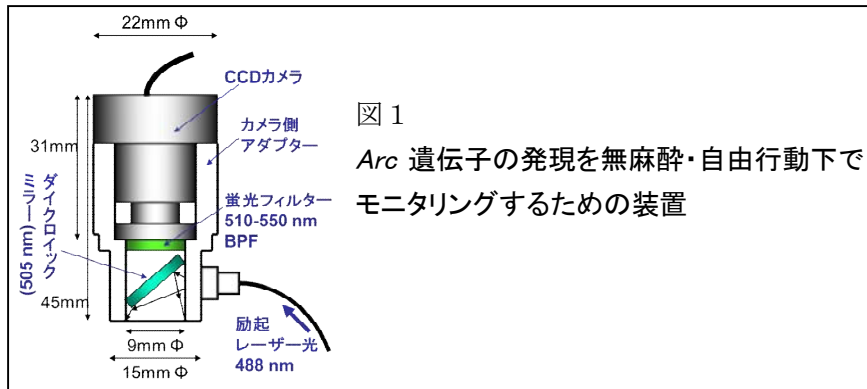 22mm Φ
CCDカメラ
カメラ側
アダプター
31mm
ダイクロイック
ミラー (505 nm)
蛍光フィルター
510-550 nm
BPF
45mm
励起
レーザー光
488 nm
9mm Φ
15mm Φ
図 1
Arc 遺伝子の発現を無麻酔・自由行動下で
モニタリングするための装置